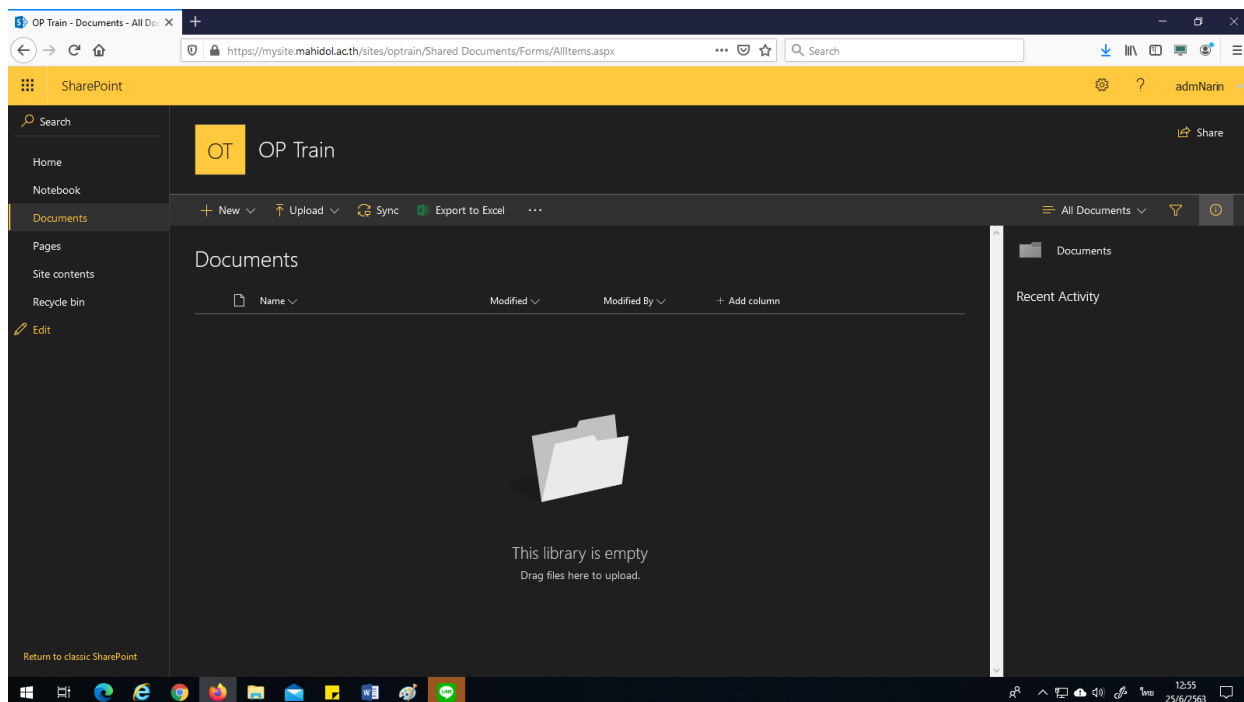 OP Train - Documents - All Doc
https://mysite.mahidol.ac.th/sites/optrain/Shared Documents/Forms/AllItems.aspx
Search
SharePoint
?
admNarin
Search
Home
Notebook
Documents
Pages
Site contents
Recycle bin
Edit
Return to classic SharePoint
OT
OP Train
Share
New
Upload
Sync
Export to Excel
All Documents
Documents
Name
Modified
Modified By
+ Add column
This library is empty
Drag files here to upload.
Documents
Recent Activity
LINE
ไทย
12:55
25/6/2563